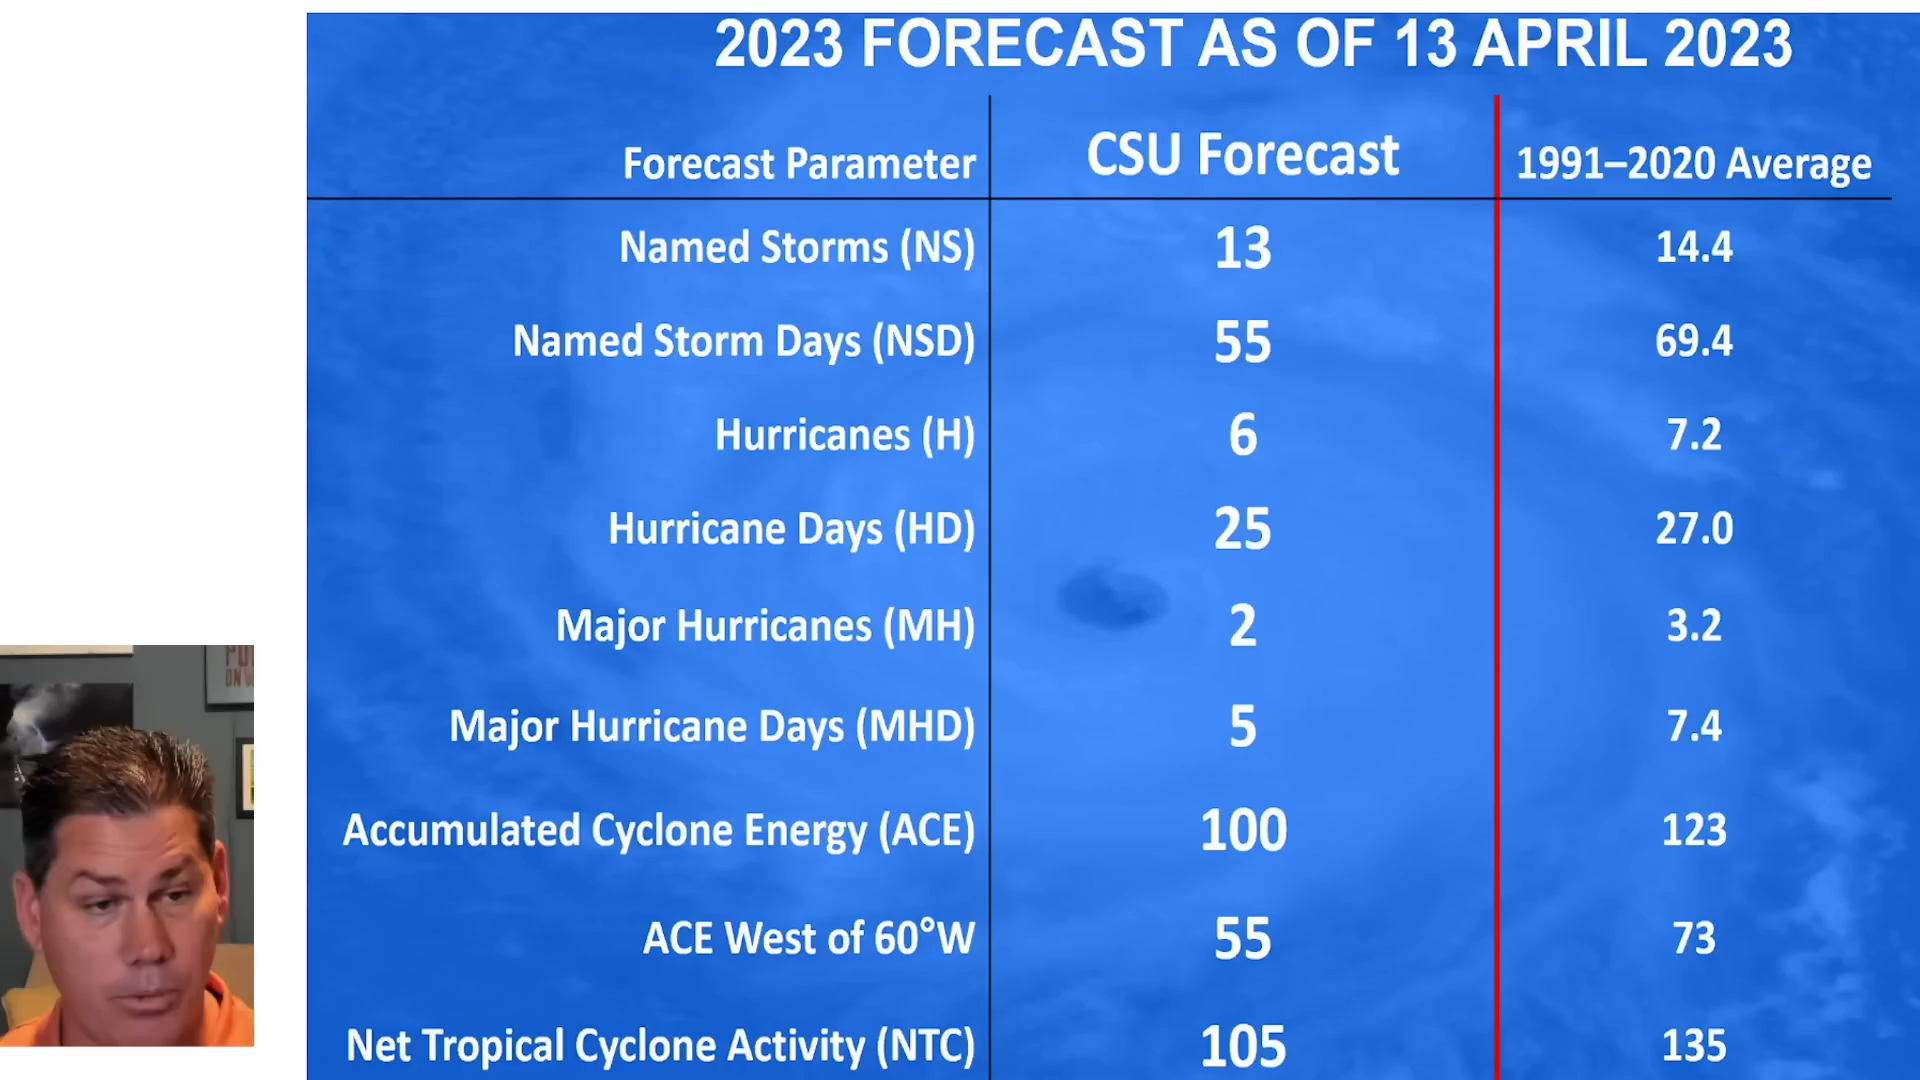 2023 FORECAST AS OF 13 APRIL 2023
Forecast Parameter CSU Forecast 1991–2020 Average
Named Storms (NS) 13 14.4
Named Storm Days (NSD) 55 69.4
Hurricanes (H) 6 7.2
Hurricane Days (HD) 25 27.0
Major Hurricanes (MH) 2 3.2
Major Hurricane Days (MHD) 5 7.4
Accumulated Cyclone Energy (ACE) 100 123
ACE West of 60°W 55 73
Net Tropical Cyclone Activity (NTC) 105 135